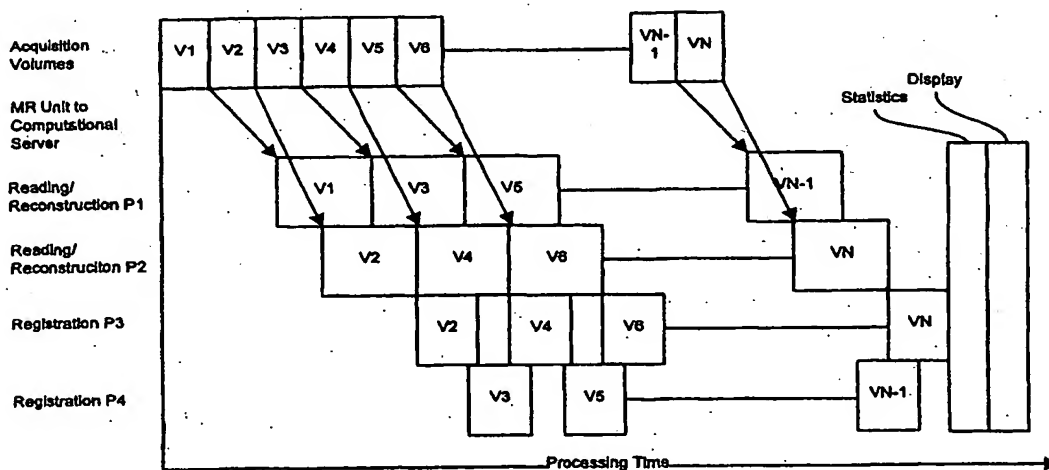 Acquisition
Volumes
V1 V2 V3 V4 V5 V6 VN-
1 VN
Display
Statistics
MR Unit to
Computational
Server
Reading/
Reconstruction P1
V1 V3 V5 VN-1
Reading/
Reconstruciton P2
V2 V4 V6 VN
Registration P3
V2 V4 V6 VN
Registration P4
V3 V5 VN-1
Processing Time